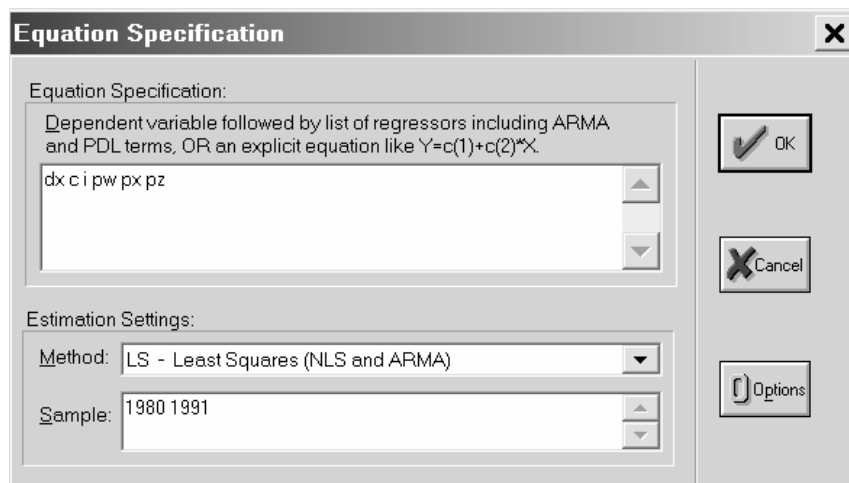 Equation Specification
Equation Specification:
Dependent variable followed by list of regressors including ARMA
and PDL terms, OR an explicit equation like Y=c(1)+c(2)*X.
dx c i pw px pz
OK
Cancel
Estimation Settings:
Method: LS - Least Squares (NLS and ARMA)
Sample: 1980 1991
Options